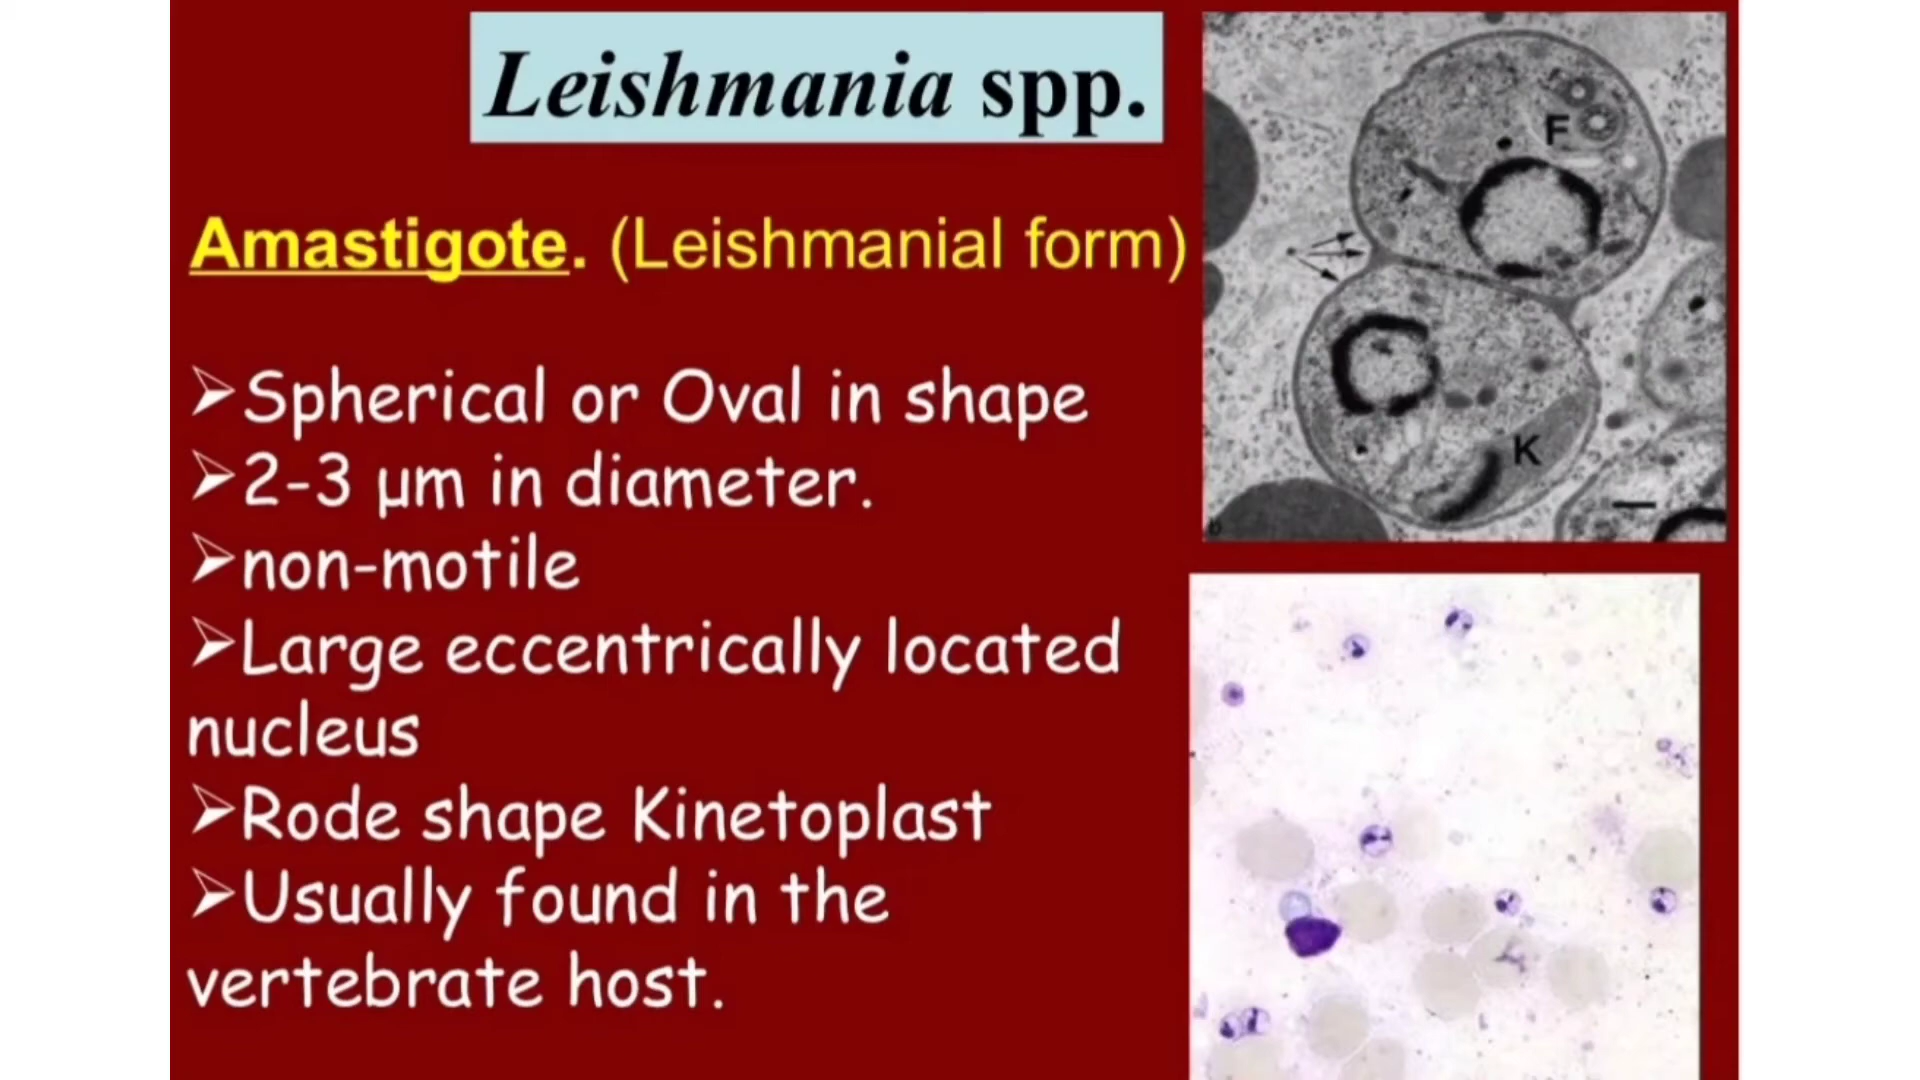 Leishmania spp.
Amastigote. (Leishmanial form)
➢Spherical or Oval in shape
➢2-3 µm in diameter.
➢non-motile
➢Large eccentrically located
nucleus
➢Rode shape Kinetoplast
➢Usually found in the
vertebrate host.
F
K